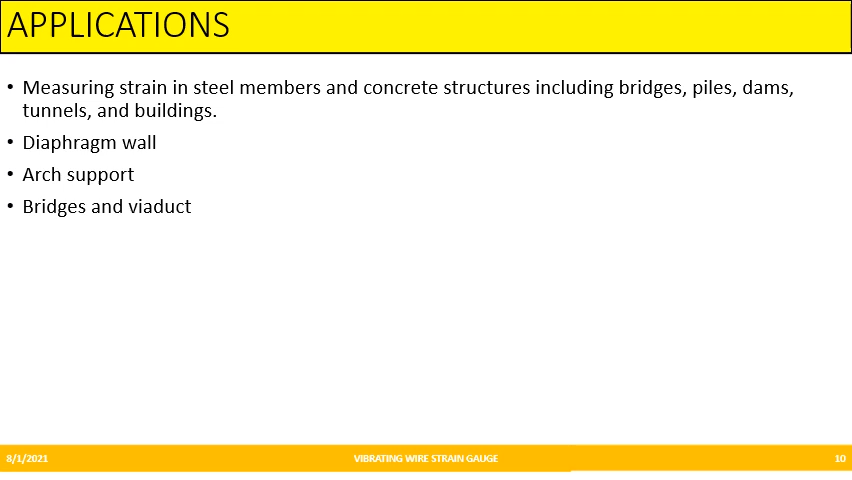 APPLICATIONS
• Measuring strain in steel members and concrete structures including bridges, piles, dams,
tunnels, and buildings.
• Diaphragm wall
• Arch support
• Bridges and viaduct
8/1/2021 VIBRATING WIRE STRAIN GAUGE 10